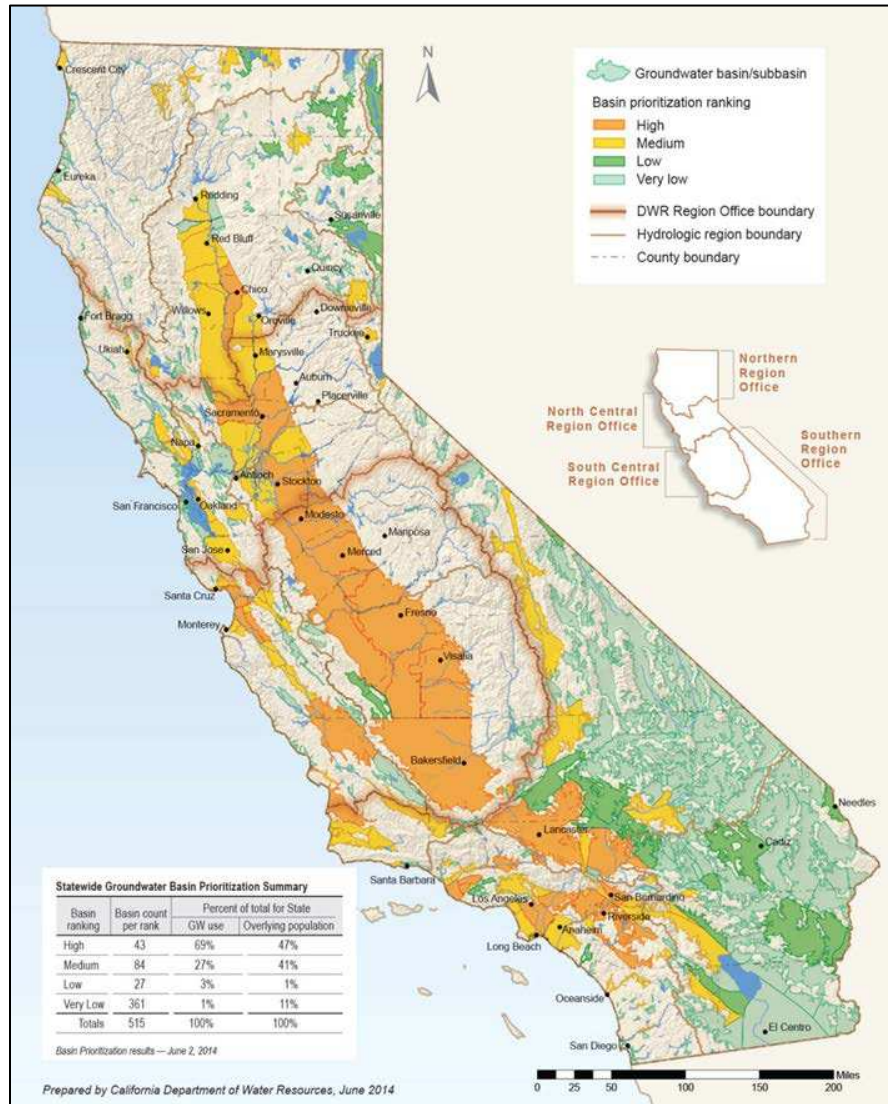 N
Groundwater basin/subbasin
Basin prioritization ranking
High
Medium
Low
Very low
DWR Region Office boundary
Hydrologic region boundary
County boundary
Crescent City
Eureka
Redding
Susanville
Red Bluff
Quincy
Chico
Fort Bragg
Willows
Oroville
Downieville
Truckee
Ukiah
Marysville
Auburn
Placerville
Sacramento
Napa
Antioch
Stockton
San Francisco
Oakland
Modesto
Mariposa
San Jose
Merced
Santa Cruz
Fresno
Monterey
Visalia
Bakersfield
Needles
Lancaster
Cadiz
Santa Barbara
Los Angeles
San Bernardino
Riverside
Anaheim
Long Beach
Oceanside
El Centro
San Diego
Northern
Region
Office
North Central
Region Office
Southern
Region
Office
South Central
Region Office
Statewide Groundwater Basin Prioritization Summary
Basin ranking Basin count per rank Percent of total for State
GW use Overlying population
High 43 69% 47%
Medium 84 27% 41%
Low 27 3% 1%
Very Low 361 1% 11%
Totals 515 100% 100%
Basin Prioritization results — June 2, 2014
Miles
0 25 50 100 150 200
Prepared by California Department of Water Resources, June 2014